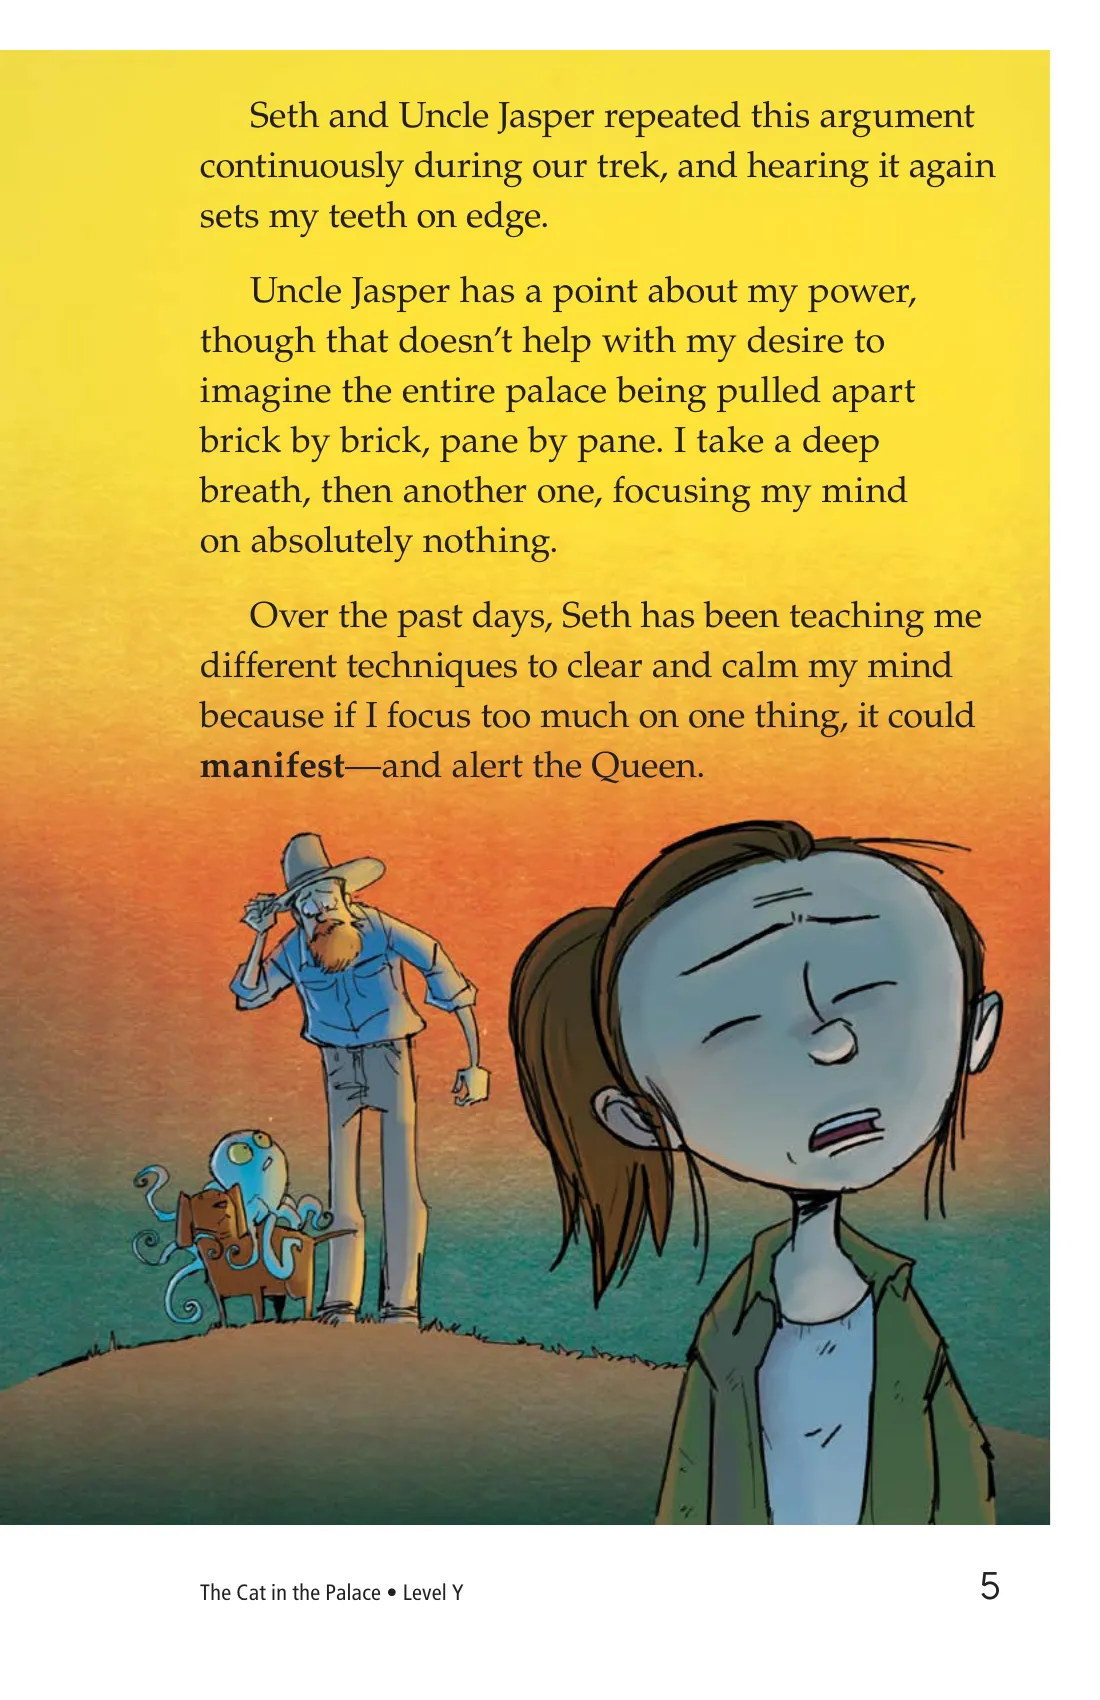 Seth and Uncle Jasper repeated this argument
continuously during our trek, and hearing it again
sets my teeth on edge.
Uncle Jasper has a point about my power,
though that doesn’t help with my desire to
imagine the entire palace being pulled apart
brick by brick, pane by pane. I take a deep
breath, then another one, focusing my mind
on absolutely nothing.
Over the past days, Seth has been teaching me
different techniques to clear and calm my mind
because if I focus too much on one thing, it could
manifest—and alert the Queen.
The Cat in the Palace • Level Y
5